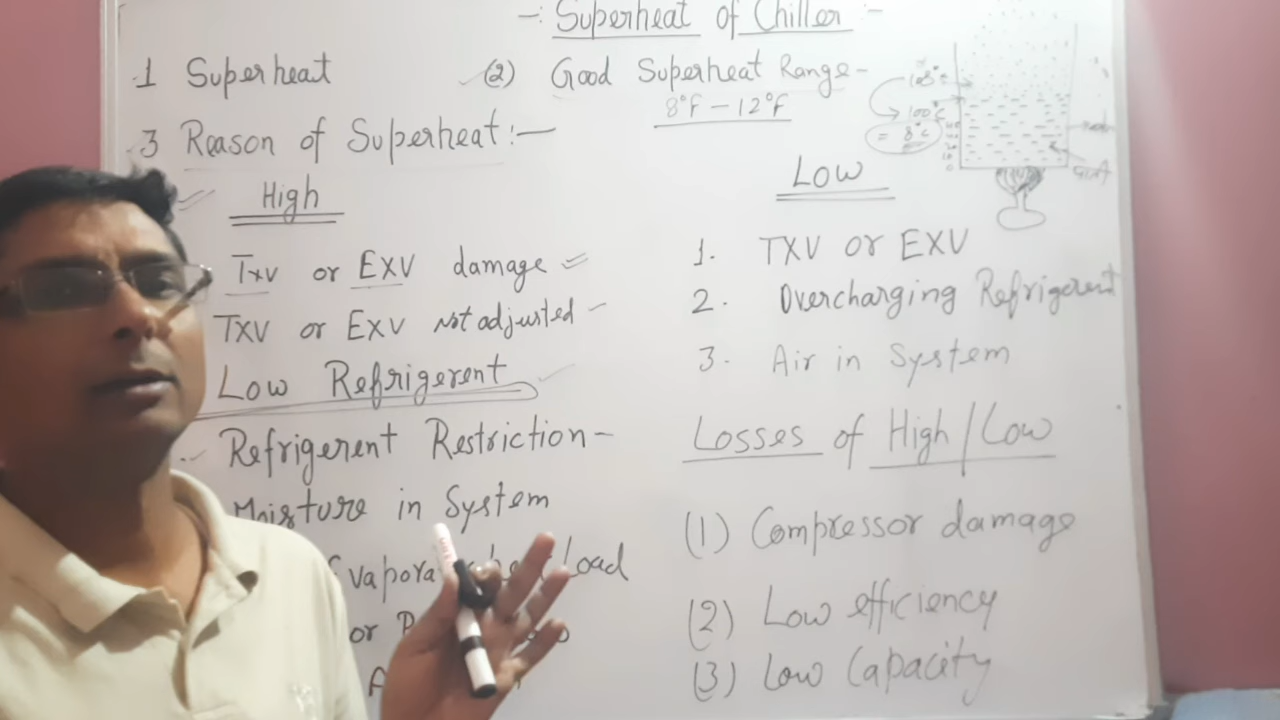 -: Superheat of Chiller :-
1 Superheat
(2) Good Superheat Range-
8°F - 12°F
3 Reason of Superheat:-
High
Txv or EXV damage
TXV or EXV Not adjusted -
Low Refrigerent
Refrigerent Restriction -
Moisture in System
Load
or
Low
1. TXV or EXV
2. Overcharging Refrigerent
3. Air in System
Losses of High/Low
(1) Compressor damage
(2) Low efficiency
(3) Low Capacity
100°C
= 8°C